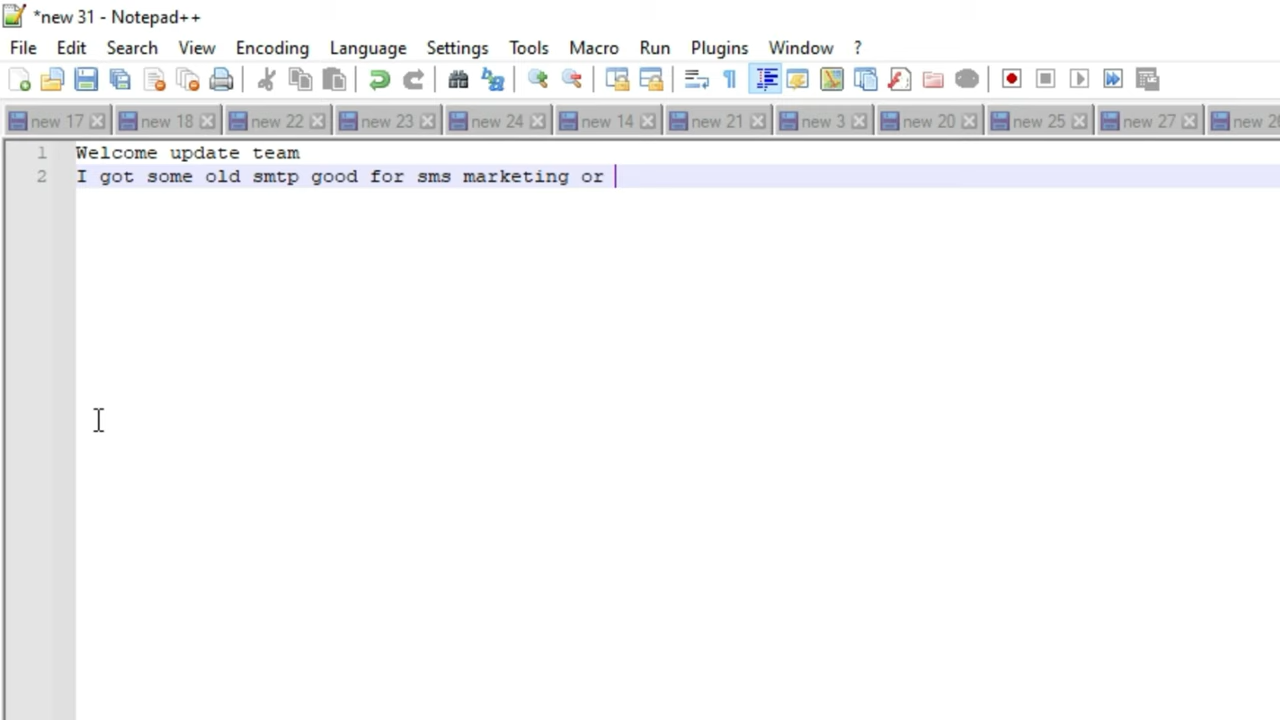 *new 31 - Notepad++
File Edit Search View Encoding Language Settings Tools Macro Run Plugins Window ?
new 17 new 18 new 22 new 23 new 24 new 14 new 21 new 3 new 20 new 25 new 27 new 26
1 Welcome update team
2 I got some old smtp good for sms marketing or